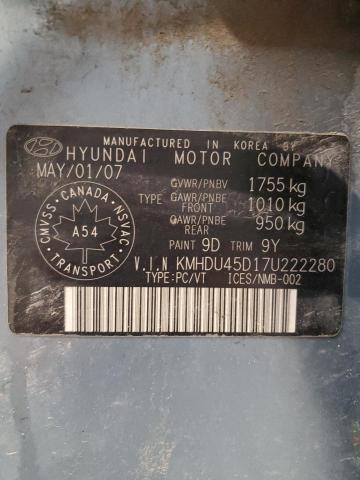 MANUFACTURED IN KOREA BY
HYUNDAI MOTOR COMPANY
MAY/01/07
GVWR/PNBV 1755 kg
TYPE GAWR/PNBE FRONT 1010 kg
GAWR/PNBE REAR 950 kg
PAINT 9D TRIM 9Y
CMVSS. CANADA. NSVAC
A54
TRANSPORT
V.I.N KMHDU45D17U222280
TYPE:PC/VT ICES/NMB-002